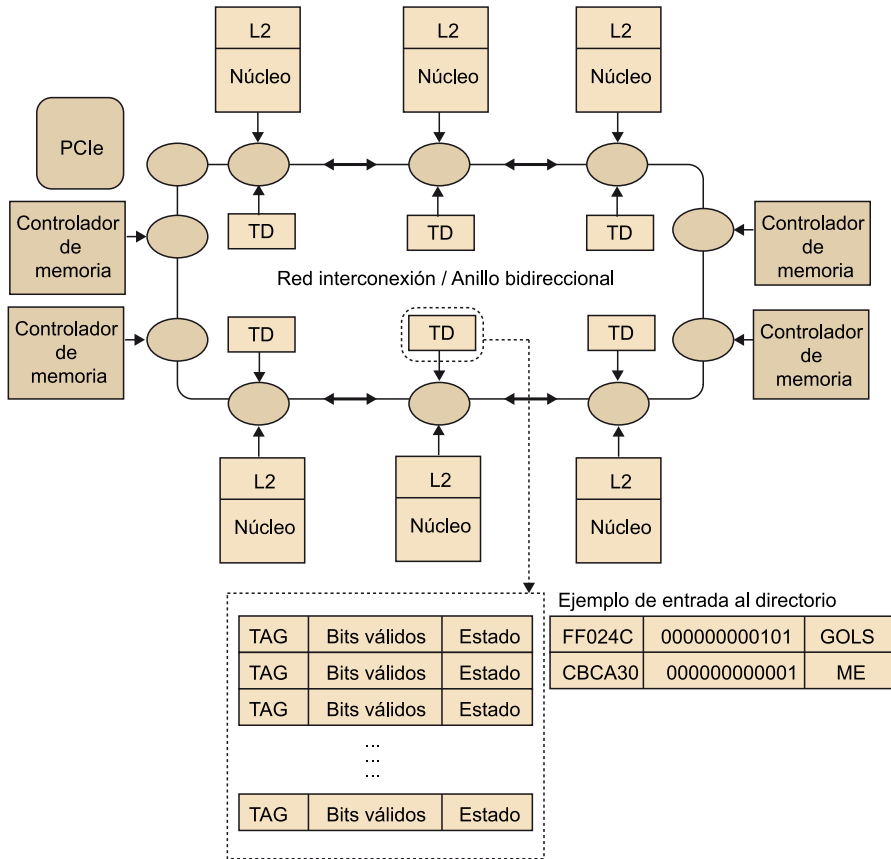 L2
Núcleo
L2
Núcleo
L2
Núcleo
PCIe
TD
TD
TD
Controlador
de
memoria
Controlador
de
memoria
Red interconexión / Anillo bidireccional
Controlador
de
memoria
Controlador
de
memoria
TD
TD
TD
L2
Núcleo
L2
Núcleo
L2
Núcleo
Ejemplo de entrada al directorio
FF024C 000000000101 GOLS
CBCA30 000000000001 ME
TAG Bits válidos Estado
TAG Bits válidos Estado
TAG Bits válidos Estado
...
...
TAG Bits válidos Estado